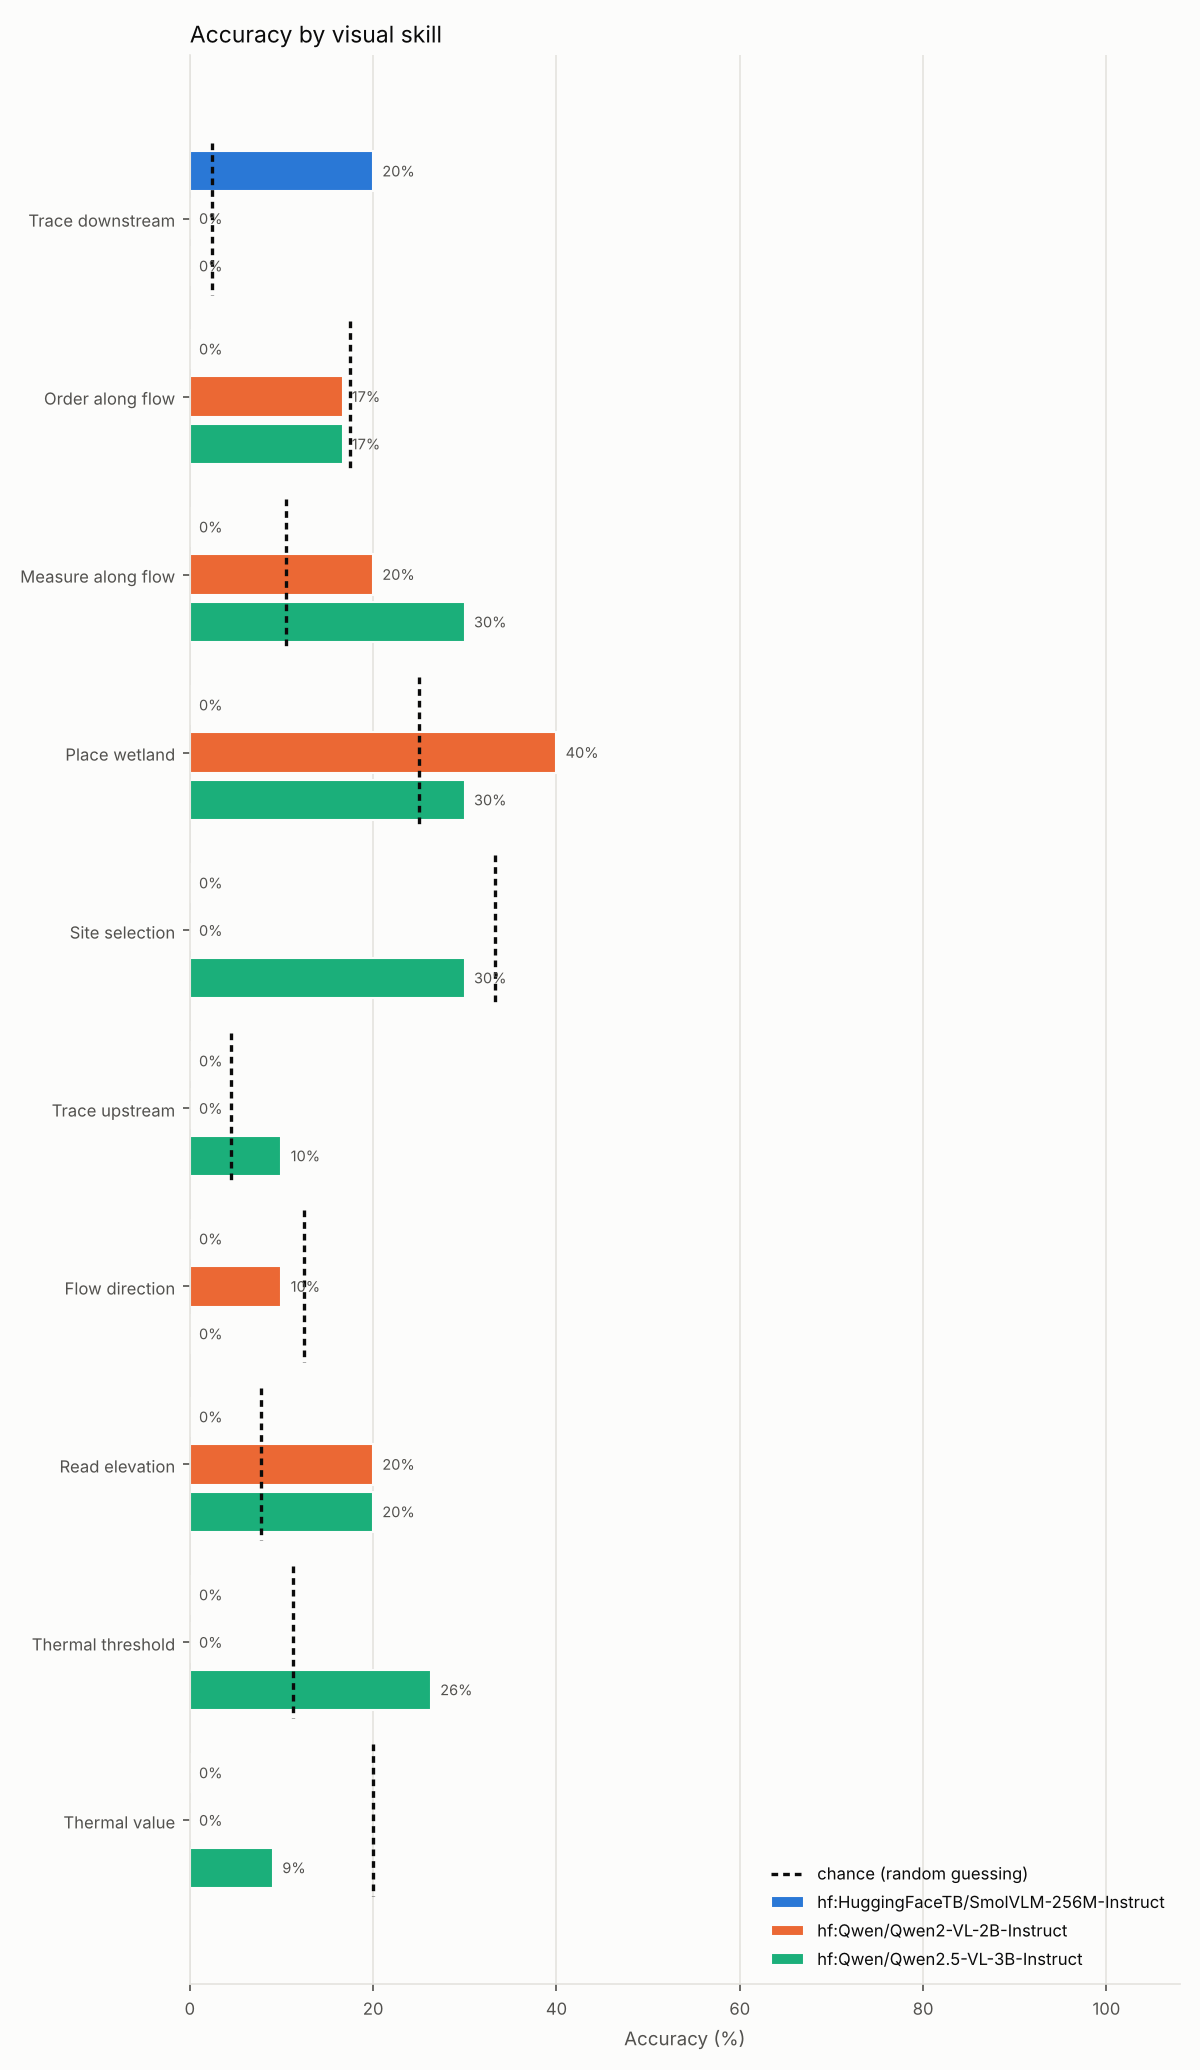 Accuracy by visual skill
20%
Trace downstream
0%
0%
0%
Order along flow
17%
17%
0%
Measure along flow
20%
30%
0%
Place wetland
40%
30%
0%
Site selection
0%
30%
0%
Trace upstream
0%
10%
0%
Flow direction
10%
0%
0%
Read elevation
20%
20%
0%
Thermal threshold
0%
26%
0%
Thermal value
0%
9%
chance (random guessing)
hf:HuggingFaceTB/SmolVLM-256M-Instruct
hf:Qwen/Qwen2-VL-2B-Instruct
hf:Qwen/Qwen2.5-VL-3B-Instruct
0 20 40 60 80 100
Accuracy (%)